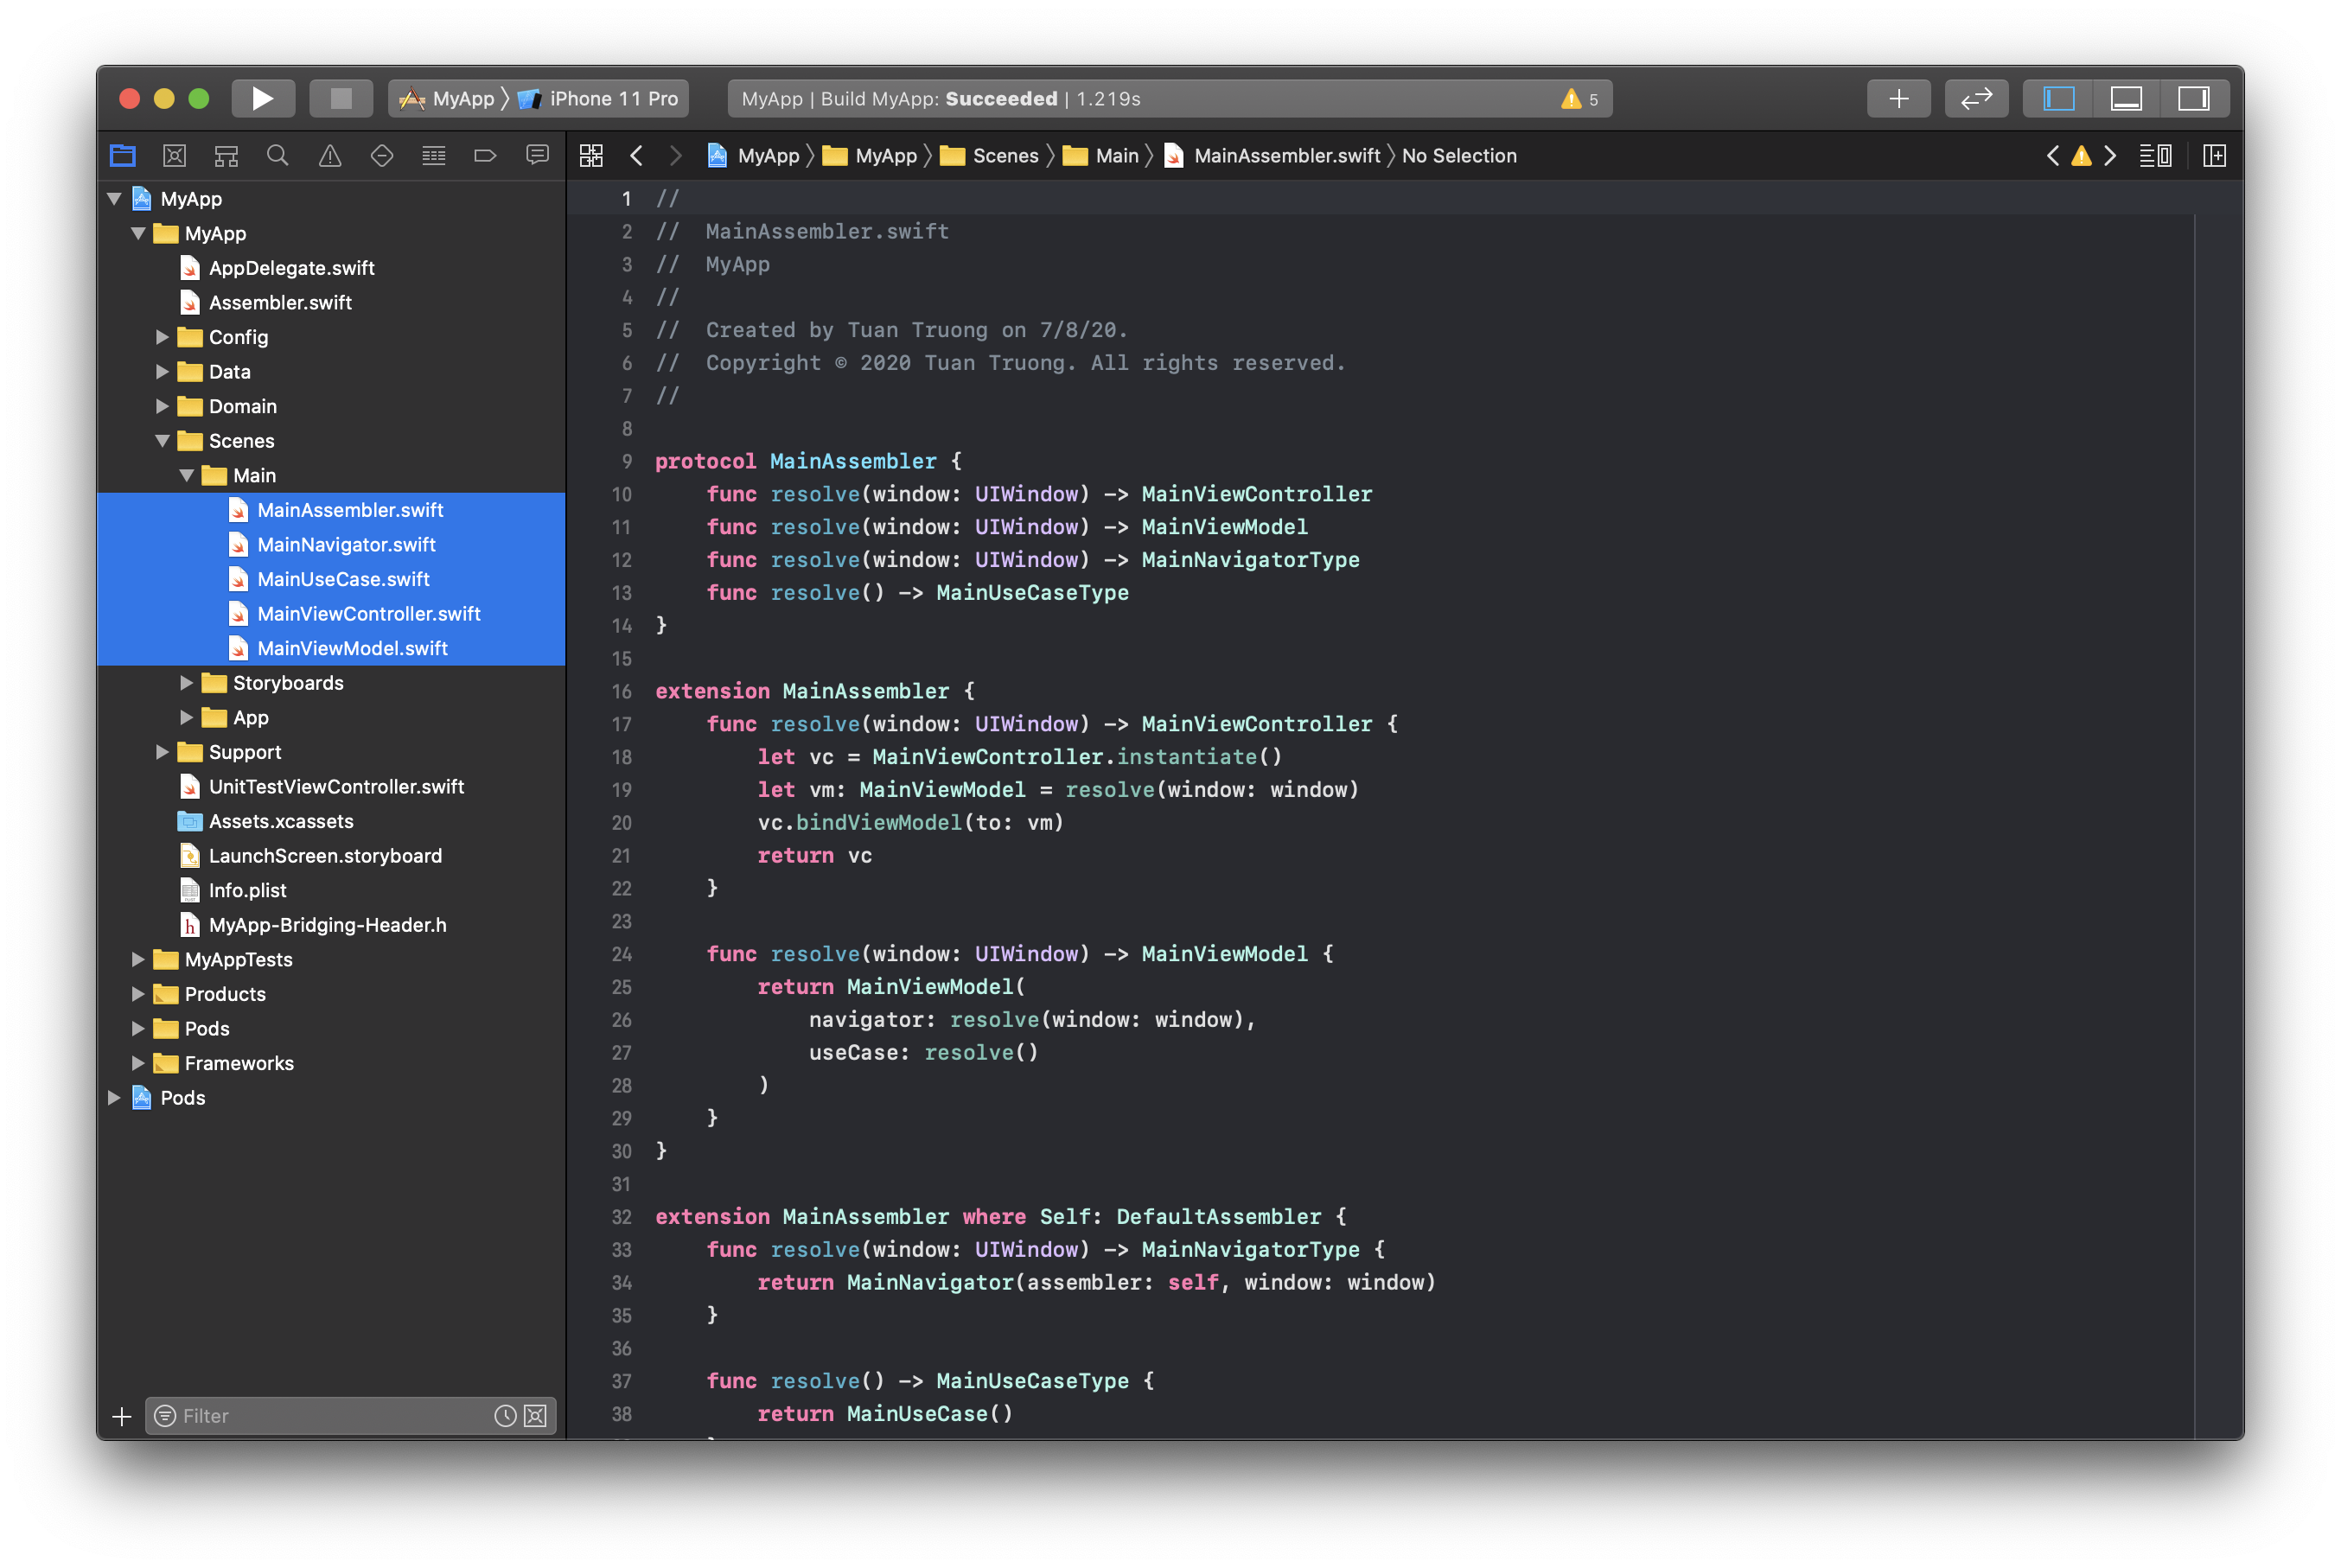 MyApp 〉 iPhone 11 Pro
MyApp | Build MyApp: Succeeded | 1.219s
5
MyApp 〉 MyApp 〉 Scenes 〉 Main 〉 MainAssembler.swift 〉 No Selection
MyApp
MyApp
AppDelegate.swift
Assembler.swift
Config
Data
Domain
Scenes
Main
MainAssembler.swift
MainNavigator.swift
MainUseCase.swift
MainViewController.swift
MainViewModel.swift
Storyboards
App
Support
UnitTestViewController.swift
Assets.xcassets
LaunchScreen.storyboard
Info.plist
MyApp-Bridging-Header.h
MyAppTests
Products
Pods
Frameworks
Pods
Filter
1 //
2 //  MainAssembler.swift
3 //  MyApp
4 //
5 //  Created by Tuan Truong on 7/8/20.
6 //  Copyright © 2020 Tuan Truong. All rights reserved.
7 //
8
9 protocol MainAssembler {
10     func resolve(window: UIWindow) -> MainViewController
11     func resolve(window: UIWindow) -> MainViewModel
12     func resolve(window: UIWindow) -> MainNavigatorType
13     func resolve() -> MainUseCaseType
14 }
15
16 extension MainAssembler {
17     func resolve(window: UIWindow) -> MainViewController {
18         let vc = MainViewController.instantiate()
19         let vm: MainViewModel = resolve(window: window)
20         vc.bindViewModel(to: vm)
21         return vc
22     }
23
24     func resolve(window: UIWindow) -> MainViewModel {
25         return MainViewModel(
26             navigator: resolve(window: window),
27             useCase: resolve()
28         )
29     }
30 }
31
32 extension MainAssembler where Self: DefaultAssembler {
33     func resolve(window: UIWindow) -> MainNavigatorType {
34         return MainNavigator(assembler: self, window: window)
35     }
36
37     func resolve() -> MainUseCaseType {
38         return MainUseCase()